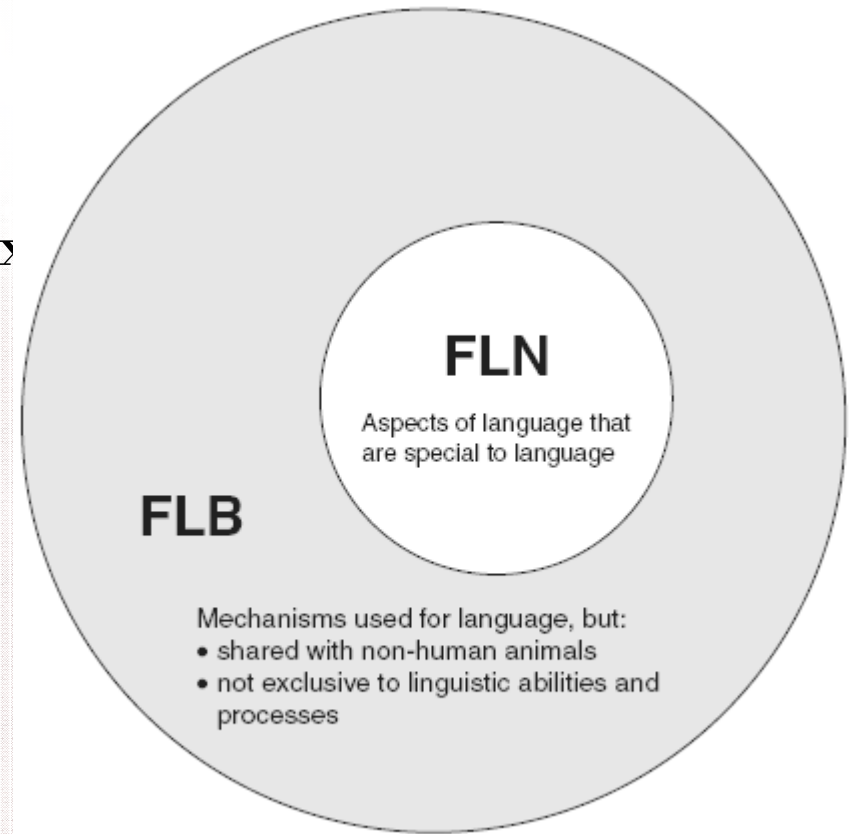 FLN
Aspects of language that
are special to language
FLB
Mechanisms used for language, but:
• shared with non-human animals
• not exclusive to linguistic abilities and
processes